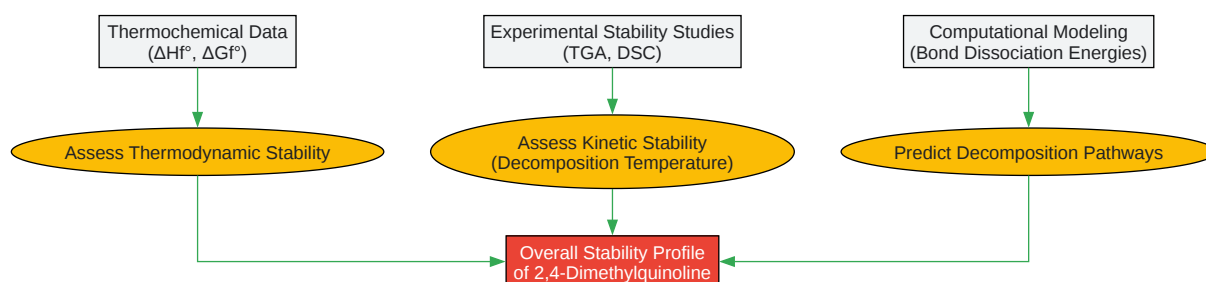 Thermochemical Data
(ΔHf°, ΔGf°)
Experimental Stability Studies
(TGA, DSC)
Computational Modeling
(Bond Dissociation Energies)
Assess Thermodynamic Stability
Assess Kinetic Stability
(Decomposition Temperature)
Predict Decomposition Pathways
Overall Stability Profile
of 2,4-Dimethylquinoline